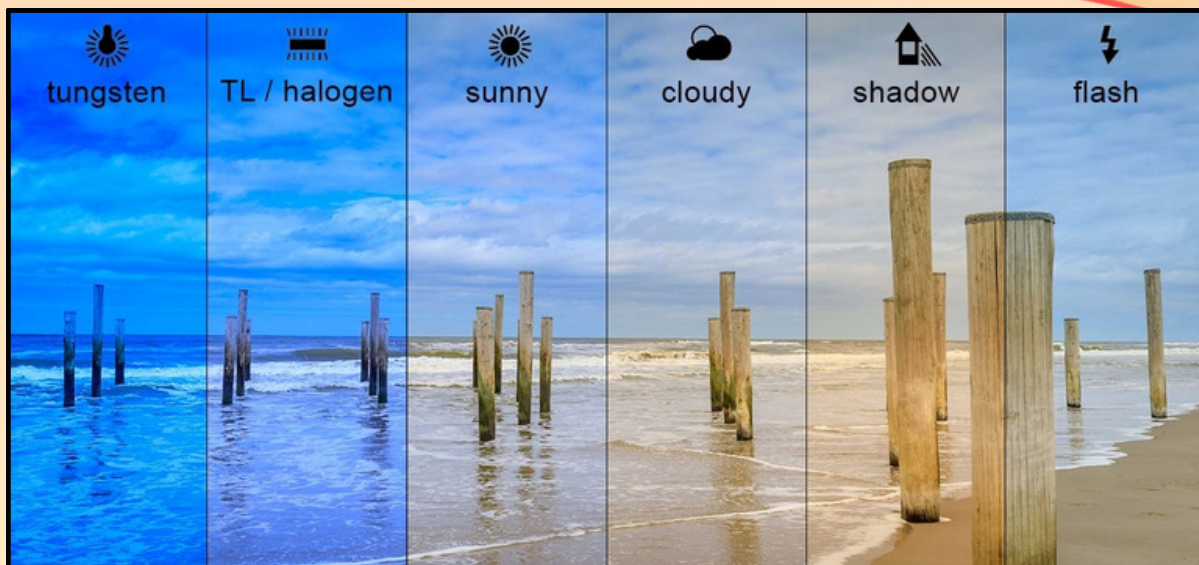 tungsten
TL / halogen
sunny
cloudy
shadow
flash